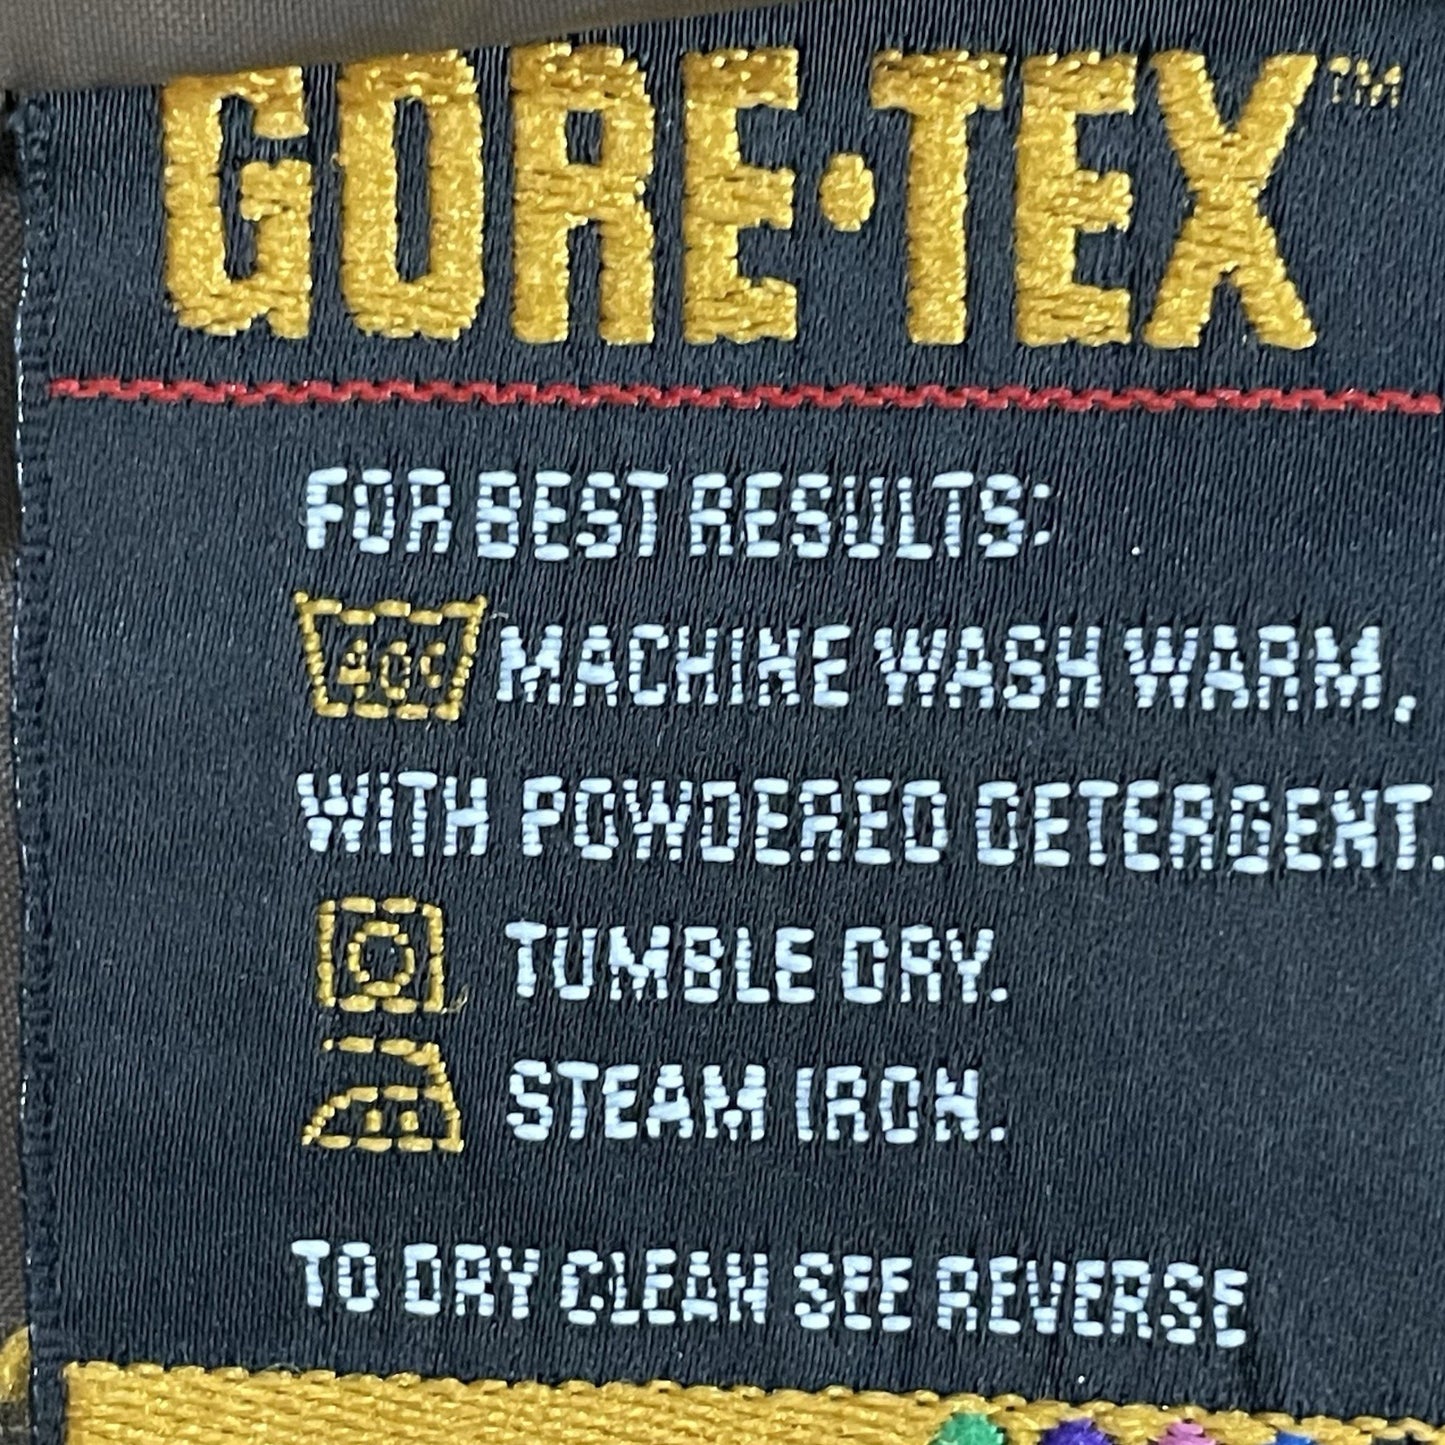 GORE·TEX™
FOR BEST RESULTS:
40c MACHINE WASH WARM,
WITH POWDERED DETERGENT.
TUMBLE DRY.
STEAM IRON.
TO DRY CLEAN SEE REVERSE